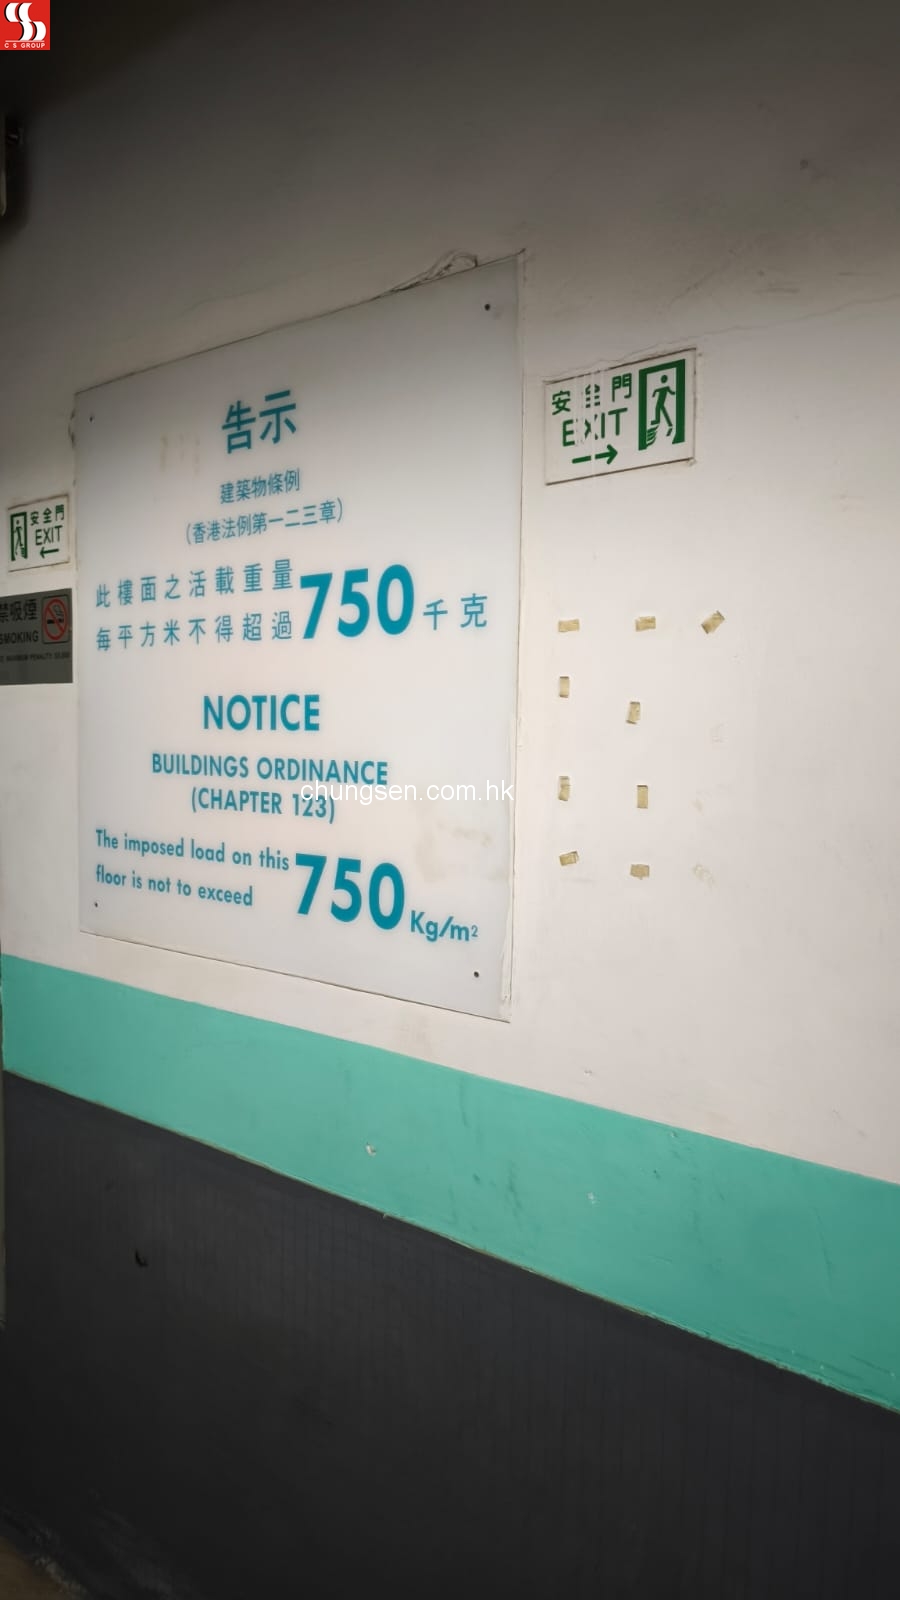 C S GROUP
告示
建築物條例
(香港法例第一二三章)
此樓面之活載重量
每平方米不得超過
750千克
NOTICE
BUILDINGS ORDINANCE
(CHAPTER 123)
The imposed load on this
floor is not to exceed
750 Kg/m²
安全門
EXIT
→
安全門
EXIT
←
禁吸煙
SMOKING
chungsen.com.hk